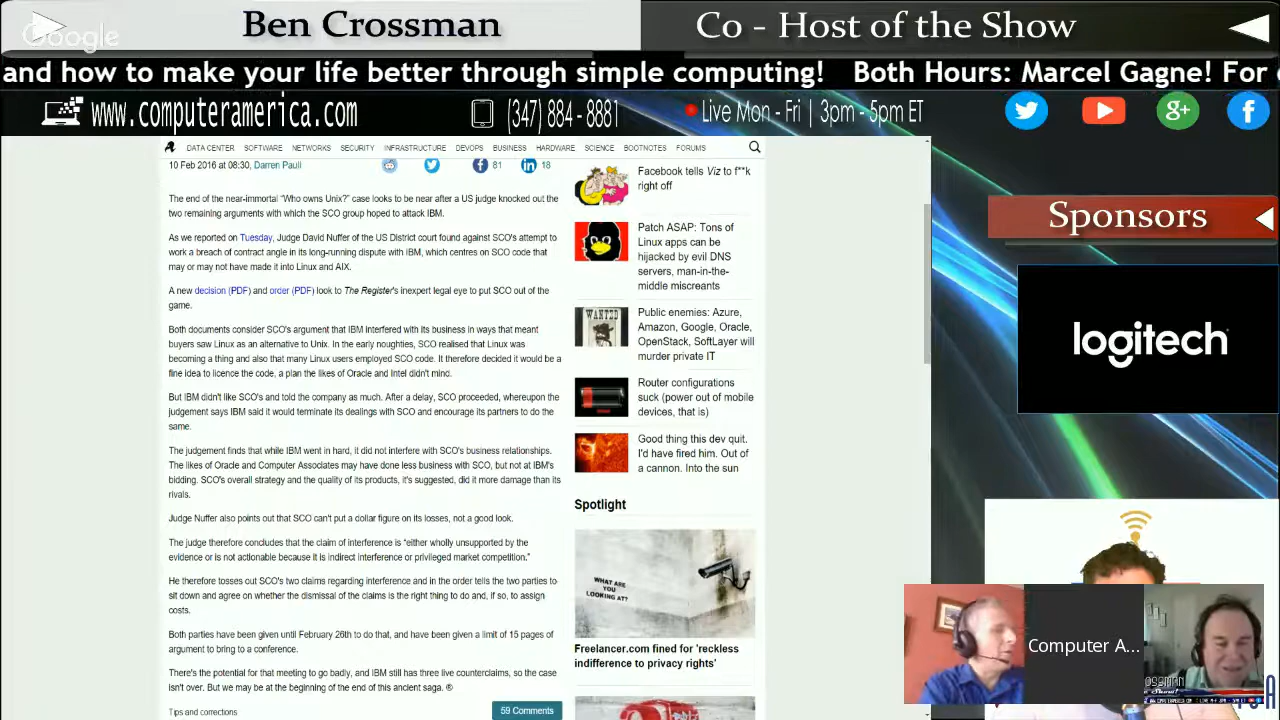 Google
Ben Crossman
Co - Host of the Show
and how to make your life better through simple computing! Both Hours: Marcel Gagne! For
www.computeramerica.com
(347) 884 - 8881
Live Mon - Fri | 3pm - 5pm ET
DATA CENTER SOFTWARE NETWORKS SECURITY INFRASTRUCTURE DEVOPS BUSINESS HARDWARE SCIENCE BOOTNOTES FORUMS
10 Feb 2016 at 08:30, Darren Pauli
81
18
The end of the near-immortal “Who owns Unix?” case looks to be near after a US judge knocked out the
two remaining arguments with which the SCO group hoped to attack IBM.
As we reported on Tuesday, Judge David Nuffer of the US District court found against SCO's attempt to
work a breach of contract angle in its long-running dispute with IBM, which centres on SCO code that
may or may not have made it into Linux and AIX.
A new decision (PDF) and order (PDF) look to The Register's inexpert legal eye to put SCO out of the
game.
Both documents consider SCO's argument that IBM interfered with its business in ways that meant
buyers saw Linux as an alternative to Unix. In the early noughties, SCO realised that Linux was
becoming a thing and also that many Linux users employed SCO code. It therefore decided it would be a
fine idea to licence the code, a plan the likes of Oracle and Intel didn't mind.
But IBM didn't like SCO's and told the company as much. After a delay, SCO proceeded, whereupon the
judgement says IBM said it would terminate its dealings with SCO and encourage its partners to do the
same.
The judgement finds that while IBM went in hard, it did not interfere with SCO's business relationships.
The likes of Oracle and Computer Associates may have done less business with SCO, but not at IBM's
bidding. SCO's overall strategy and the quality of its products, it's suggested, did it more damage than its
rivals.
Judge Nuffer also points out that SCO can't put a dollar figure on its losses, not a good look.
The judge therefore concludes that the claim of interference is “either wholly unsupported by the
evidence or is not actionable because it is indirect interference or privileged market competition.”
He therefore tosses out SCO's two claims regarding interference and in the order tells the two parties to
sit down and agree on whether the dismissal of the claims is the right thing to do and, if so, to assign
costs.
Both parties have been given until February 26th to do that, and have been given a limit of 15 pages of
argument to bring to a conference.
There's the potential for that meeting to go badly, and IBM still has three live counterclaims, so the case
isn't over. But we may be at the beginning of the end of this ancient saga. ®
Tips and corrections
59 Comments
Facebook tells Viz to f**k
right off
Patch ASAP: Tons of
Linux apps can be
hijacked by evil DNS
servers, man-in-the-
middle miscreants
WANTED
Public enemies: Azure,
Amazon, Google, Oracle,
OpenStack, SoftLayer will
murder private IT
Router configurations
suck (power out of mobile
devices, that is)
Good thing this dev quit.
I'd have fired him. Out of
a cannon. Into the sun
Spotlight
WHAT ARE
YOU
LOOKING AT?
Freelancer.com fined for 'reckless
indifference to privacy rights'
Sponsors
logitech
Computer A...